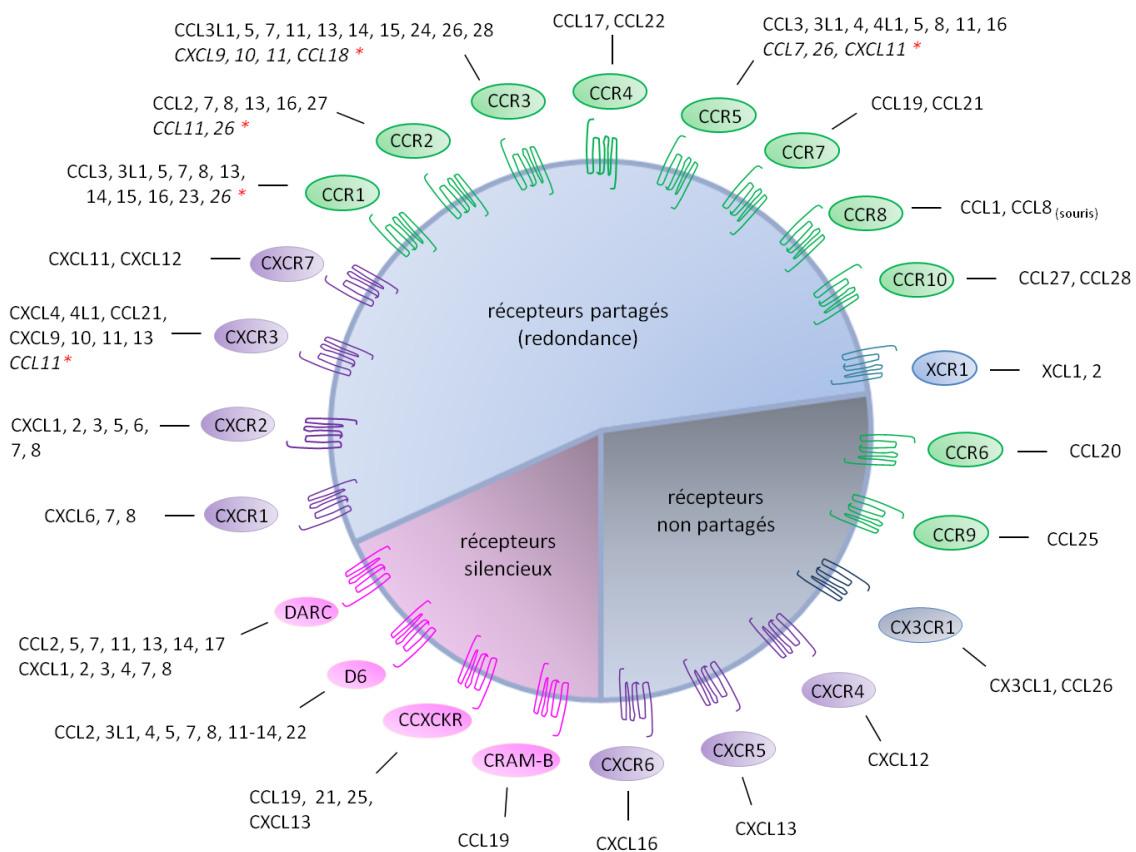 CCL3L1, 5, 7, 11, 13, 14, 15, 24, 26, 28
CXCL9, 10, 11, CCL18 *
CCR3
CCL17, CCL22
CCR4
CCL3, 3L1, 4, 4L1, 5, 8, 11, 16
CCL7, 26, CXCL11 *
CCR5
CCL2, 7, 8, 13, 16, 27
CCL11, 26 *
CCR2
CCL19, CCL21
CCR7
CCL3, 3L1, 5, 7, 8, 13,
14, 15, 16, 23, 26 *
CCR1
CCR8
CCL1, CCL8 (souris)
CXCL11, CXCL12
CXCR7
CCR10
CCL27, CCL28
CXCL4, 4L1, CCL21,
CXCL9, 10, 11, 13
CCL11 *
CXCR3
récepteurs partagés
(redondance)
XCR1
XCL1, 2
CXCL1, 2, 3, 5, 6,
7, 8
CXCR2
CCR6
CCL20
CXCL6, 7, 8
CXCR1
récepteurs
non partagés
récepteurs
silencieux
CCR9
CCL25
DARC
CCL2, 5, 7, 11, 13, 14, 17
CXCL1, 2, 3, 4, 7, 8
CX3CR1
CX3CL1, CCL26
D6
CCL2, 3L1, 4, 5, 7, 8, 11-14, 22
CXCR4
CXCL12
CCXCKR
CCL19, 21, 25,
CXCL13
CRAM-B
CCL19
CXCR6
CXCL16
CXCR5
CXCL13